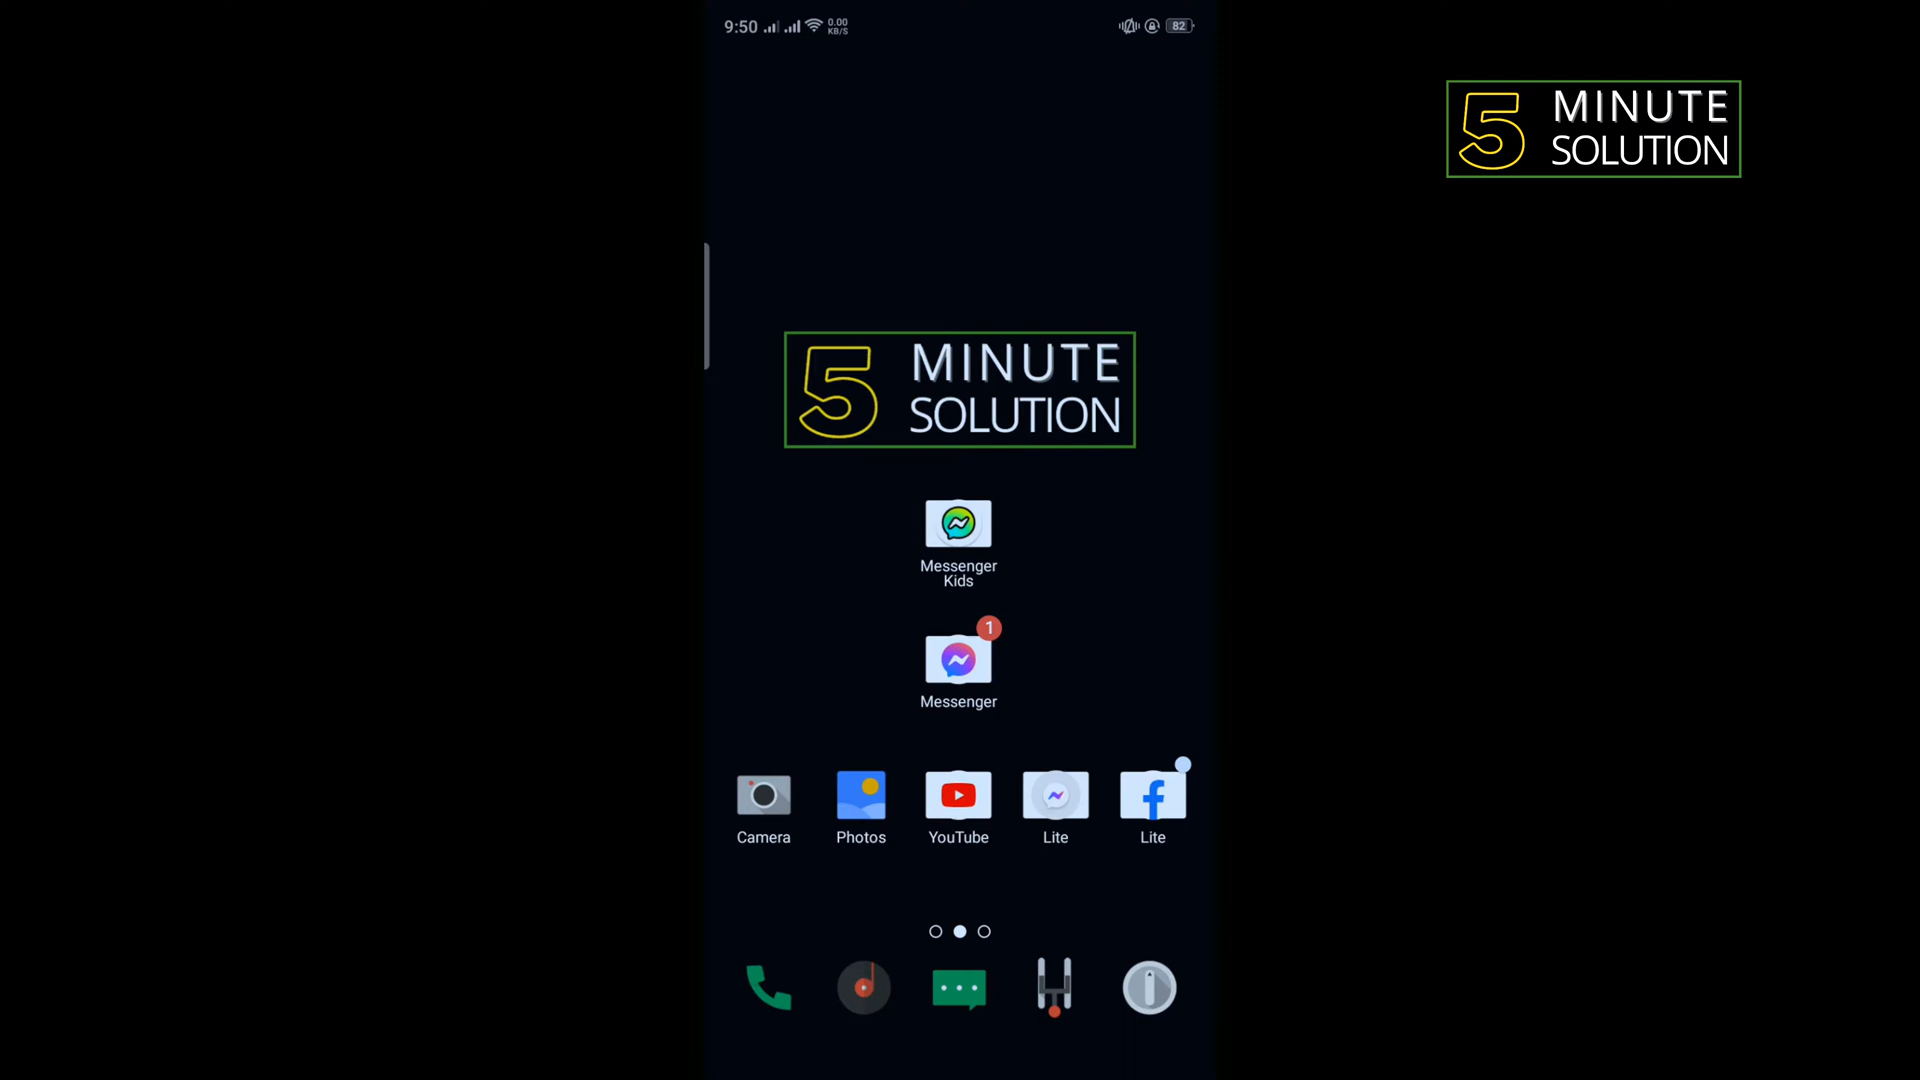 9:50
0.00
KB/S
82
5 MINUTE
SOLUTION
5 MINUTE
SOLUTION
Messenger
Kids
1
Messenger
Camera
Photos
YouTube
Lite
Lite